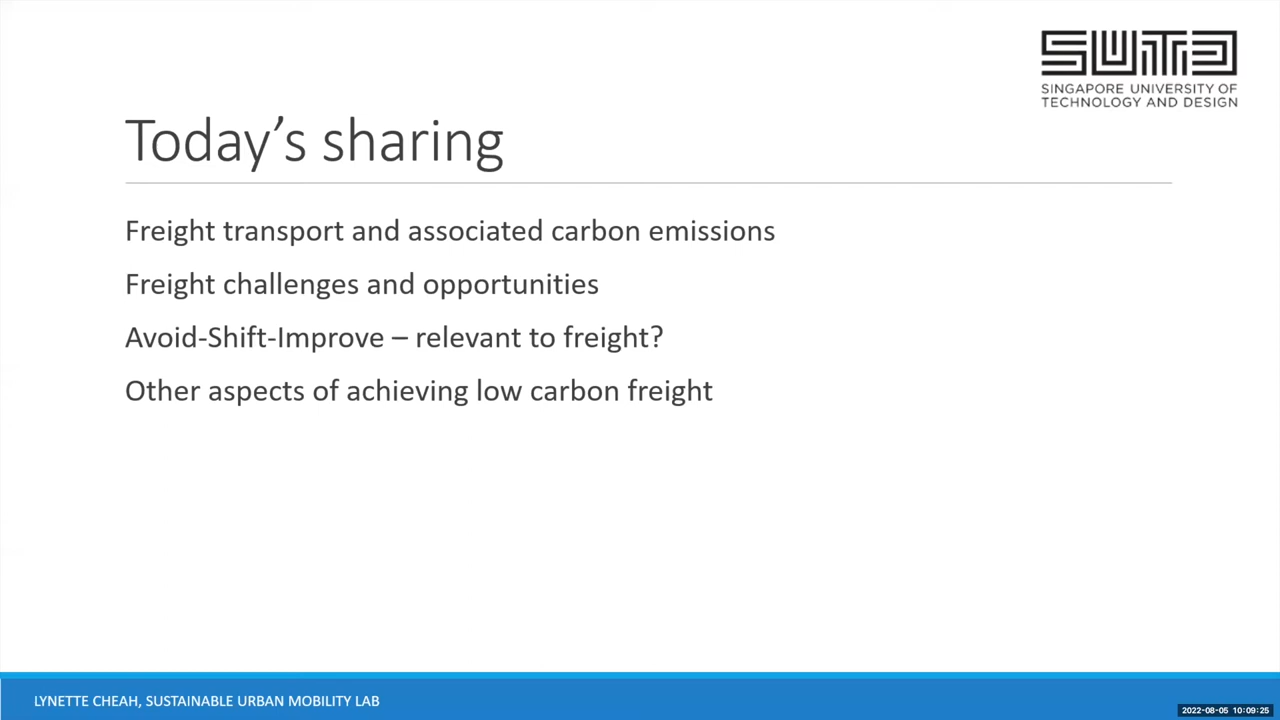 SUTD
SINGAPORE UNIVERSITY OF
TECHNOLOGY AND DESIGN
Today’s sharing
Freight transport and associated carbon emissions
Freight challenges and opportunities
Avoid-Shift-Improve – relevant to freight?
Other aspects of achieving low carbon freight
LYNETTE CHEAH, SUSTAINABLE URBAN MOBILITY LAB
2022-08-05 10:09:25